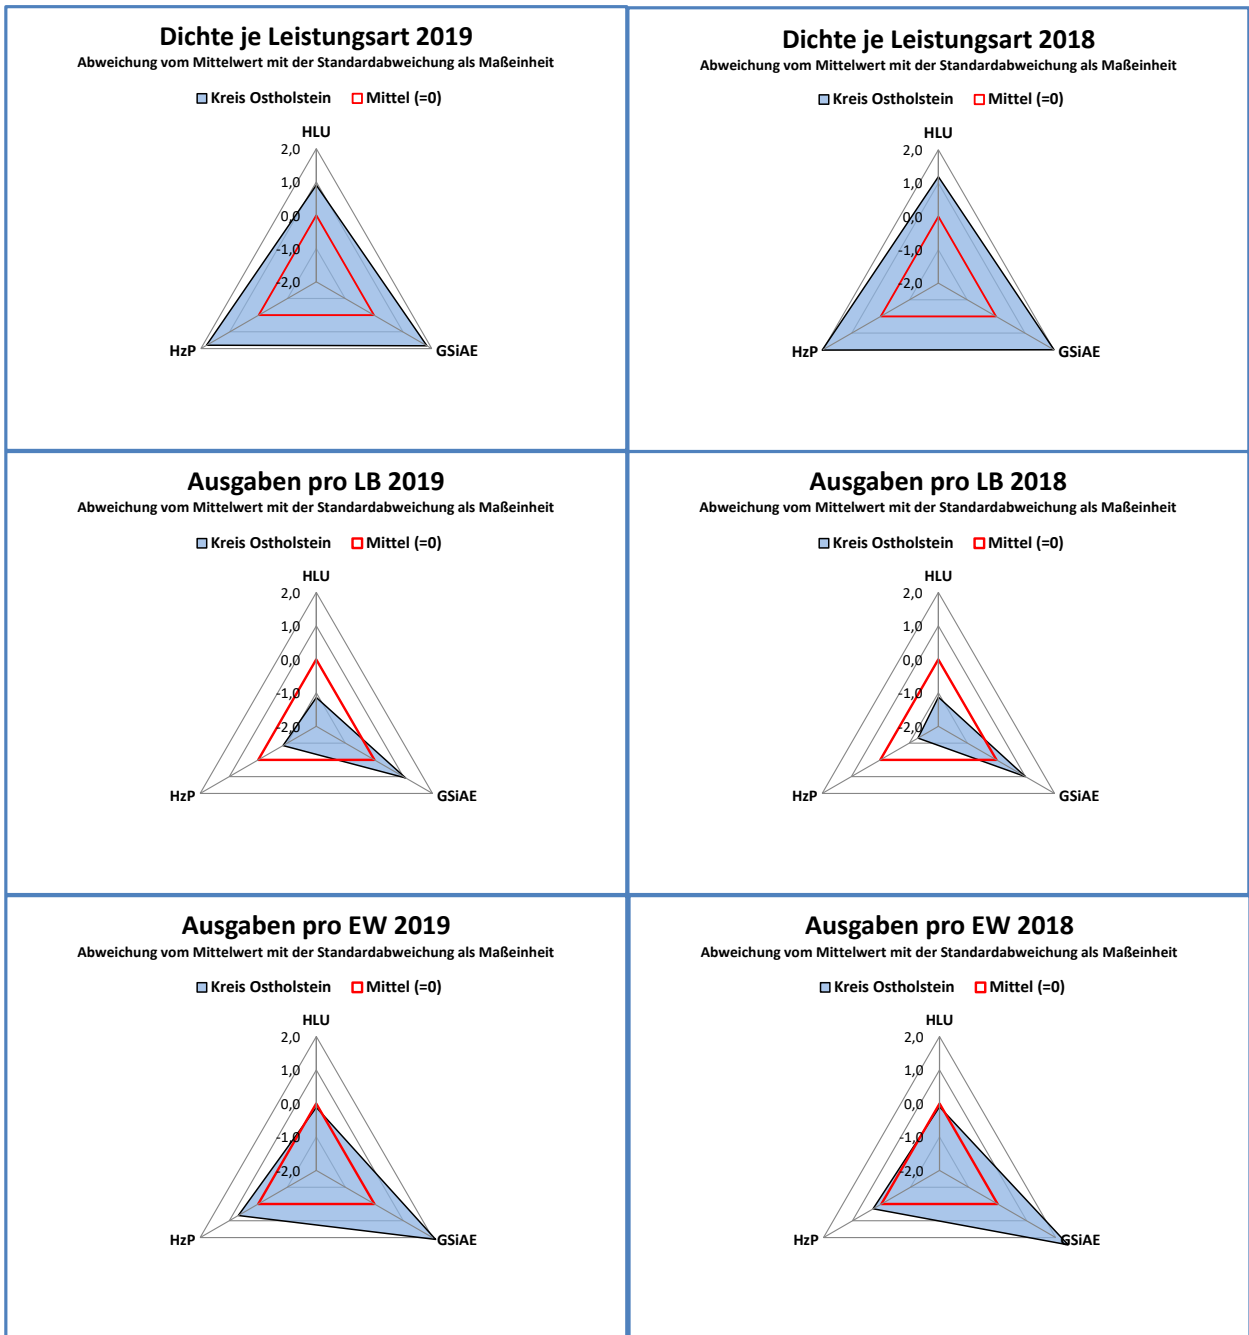 Dichte je Leistungsart 2019
Abweichung vom Mittelwert mit der Standardabweichung als Maßeinheit
Kreis Ostholstein Mittel (=0)
HLU
2,0
1,0
0,0
-1,0
-2,0
HzP
GSiAE
Dichte je Leistungsart 2018
Abweichung vom Mittelwert mit der Standardabweichung als Maßeinheit
Kreis Ostholstein Mittel (=0)
HLU
2,0
1,0
0,0
-1,0
-2,0
HzP
GSiAE
Ausgaben pro LB 2019
Abweichung vom Mittelwert mit der Standardabweichung als Maßeinheit
Kreis Ostholstein Mittel (=0)
HLU
2,0
1,0
0,0
-1,0
-2,0
HzP
GSiAE
Ausgaben pro LB 2018
Abweichung vom Mittelwert mit der Standardabweichung als Maßeinheit
Kreis Ostholstein Mittel (=0)
HLU
2,0
1,0
0,0
-1,0
-2,0
HzP
GSiAE
Ausgaben pro EW 2019
Abweichung vom Mittelwert mit der Standardabweichung als Maßeinheit
Kreis Ostholstein Mittel (=0)
HLU
2,0
1,0
0,0
-1,0
-2,0
HzP
GSiAE
Ausgaben pro EW 2018
Abweichung vom Mittelwert mit der Standardabweichung als Maßeinheit
Kreis Ostholstein Mittel (=0)
HLU
2,0
1,0
0,0
-1,0
-2,0
HzP
GSiAE